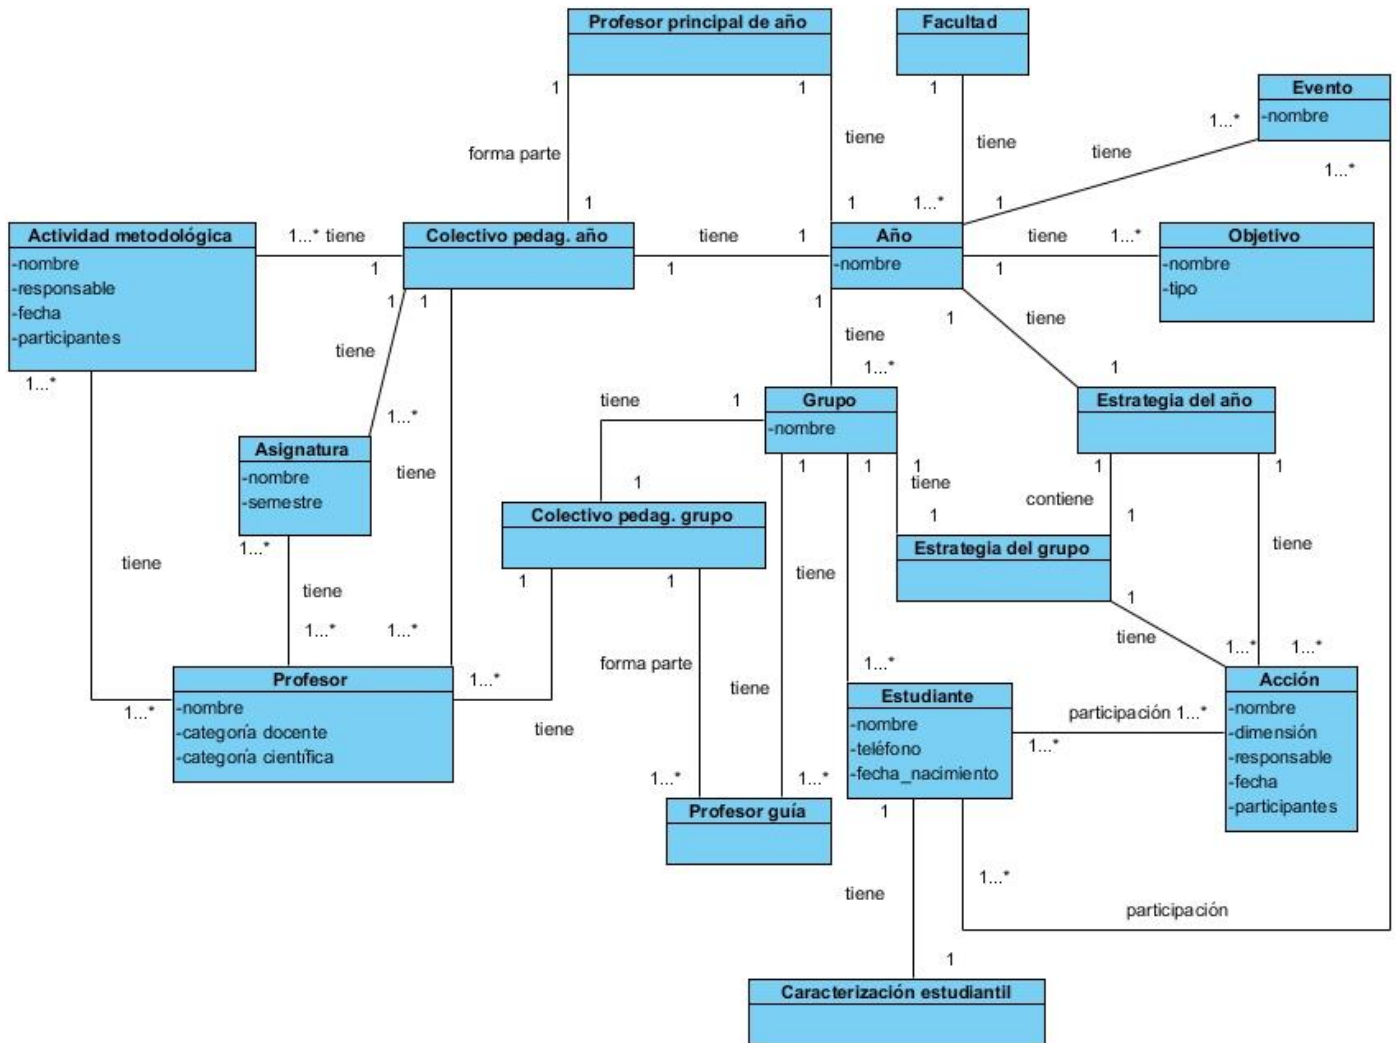 Profesor principal de año
Facultad
Evento
-nombre
1
1
1
1...*
tiene
tiene
tiene
1...*
forma parte
1
1
1...*
1
Actividad metodológica
-nombre
-responsable
-fecha
-participantes
1...* tiene
1
Colectivo pedag. año
tiene
1
1
Año
-nombre
tiene
1...*
1
Objetivo
-nombre
-tipo
1
1
1
1
tiene
tiene
tiene
1...*
1...*
1
1...*
tiene
1
Grupo
-nombre
Estrategia del año
Asignatura
-nombre
-semestre
tiene
1
1
1
1
tiene
1
1
contiene
1
1
Colectivo pedag. grupo
Estrategia del grupo
1...*
tiene
tiene
1
1
tiene
tiene
1
1...*
1...*
forma parte
tiene
tiene
1...*
1...*
Profesor
-nombre
-categoría docente
-categoría científica
1...*
1...*
tiene
1...*
Estudiante
-nombre
-teléfono
-fecha_nacimiento
participación 1...*
1...*
Acción
-nombre
-dimensión
-responsable
-fecha
-participantes
1...*
1...*
Profesor guía
1
1...*
tiene
participación
1
Caracterización estudiantil